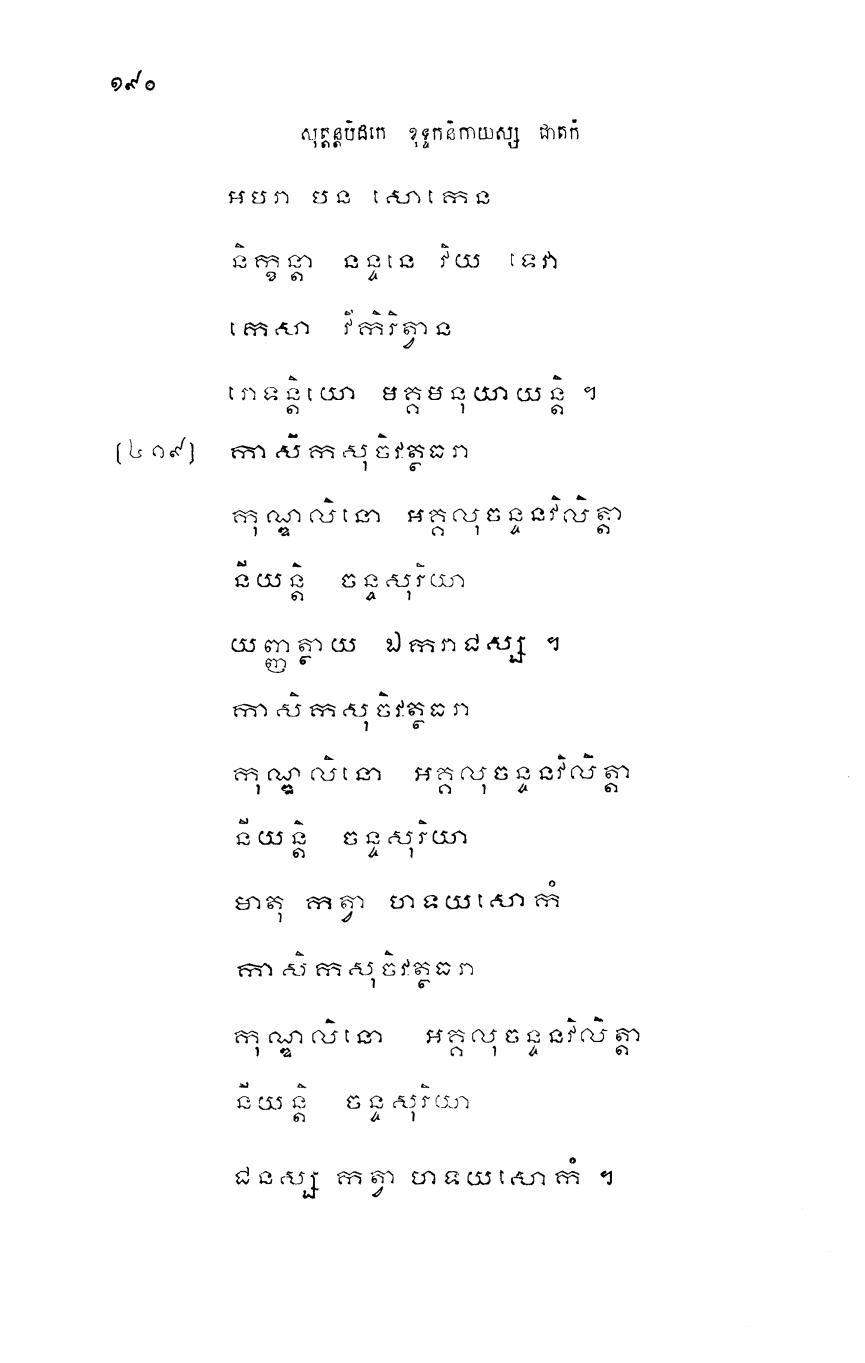 ១៩០
សុត្តន្តបិដកេ ខុទ្ទកនិកាយស្ស ជាតកំ
អបរា បន សោកេន
និក្ខន្តា នន្ទនេ វិយ ទេវា
កេសេ វិកិរិត្វាន
រោទន្តិយោ មគ្គមនុយាយន្តិ ។
[៤០៩] កាសិកសុចិវត្ថធរា
កុណ្ឌលិនោ អគ្គលុចន្ទនវិលិត្តា
នីយន្តិ ចន្ទសុរិយា
យញ្ញត្ថាយ ឯករាជស្ស ។
កាសិកសុចិវត្ថធរា
កុណ្ឌលិនោ អគ្គលុចន្ទនវិលិត្តា
នីយន្តិ ចន្ទសុរិយា
មាតុ កត្វា ហទយសោកំ
កាសិកសុចិវត្ថធរា
កុណ្ឌលិនោ អគ្គលុចន្ទនវិលិត្តា
នីយន្តិ ចន្ទសុរិយា
ជនស្ស កត្វា ហទយសោកំ ។